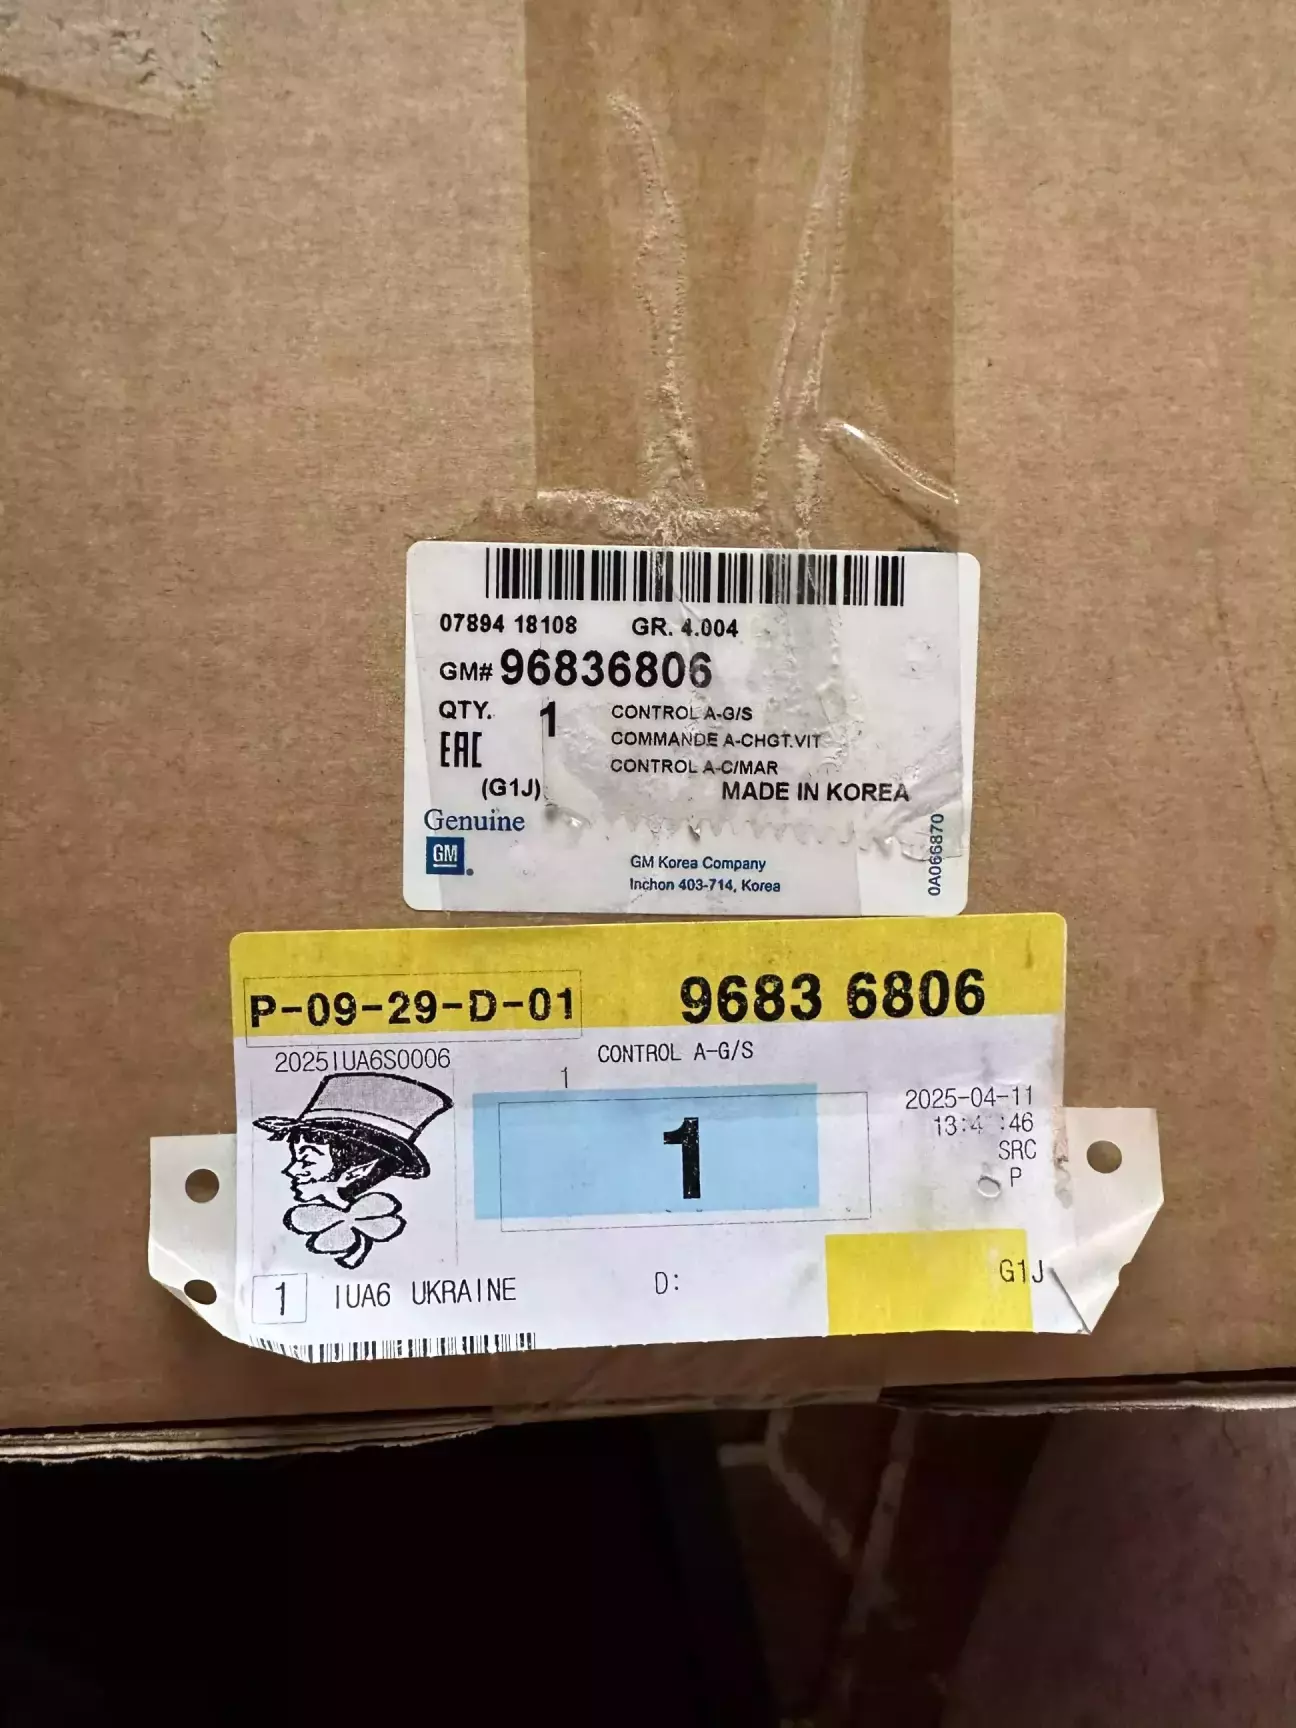 07894 18108 GR. 4.004
GM# 96836806
QTY. 1 CONTROL A-G/S
COMMANDE A-CHGT.VIT
EAC
CONTROL A-C/MAR
(G1J) MADE IN KOREA
Genuine
GM
GM Korea Company
Inchon 403-714, Korea
0A066870
P-09-29-D-01 9683 6806
2025IUA6S0006 CONTROL A-G/S
1
1
2025-04-11
SRC
P
G1J
1 IUA6 UKRAINE D: